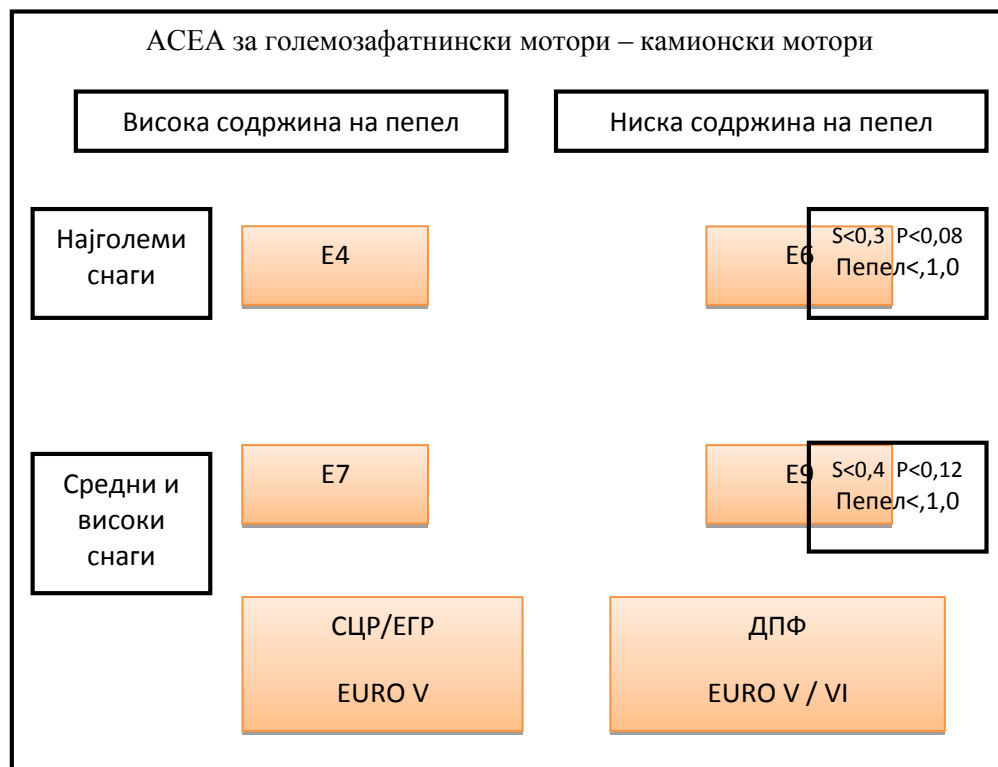 АСЕА за големозафатнински мотори – камионски мотори
Висока содржина на пепел
Ниска содржина на пепел
Најголеми
снаги
Е4
Е6
S<0,3 P<0,08
Пепел<,1,0
Средни и
високи
снаги
Е7
Е9
S<0,4 P<0,12
Пепел<,1,0
СЦР/ЕГР
EURO V
ДПФ
EURO V / VI